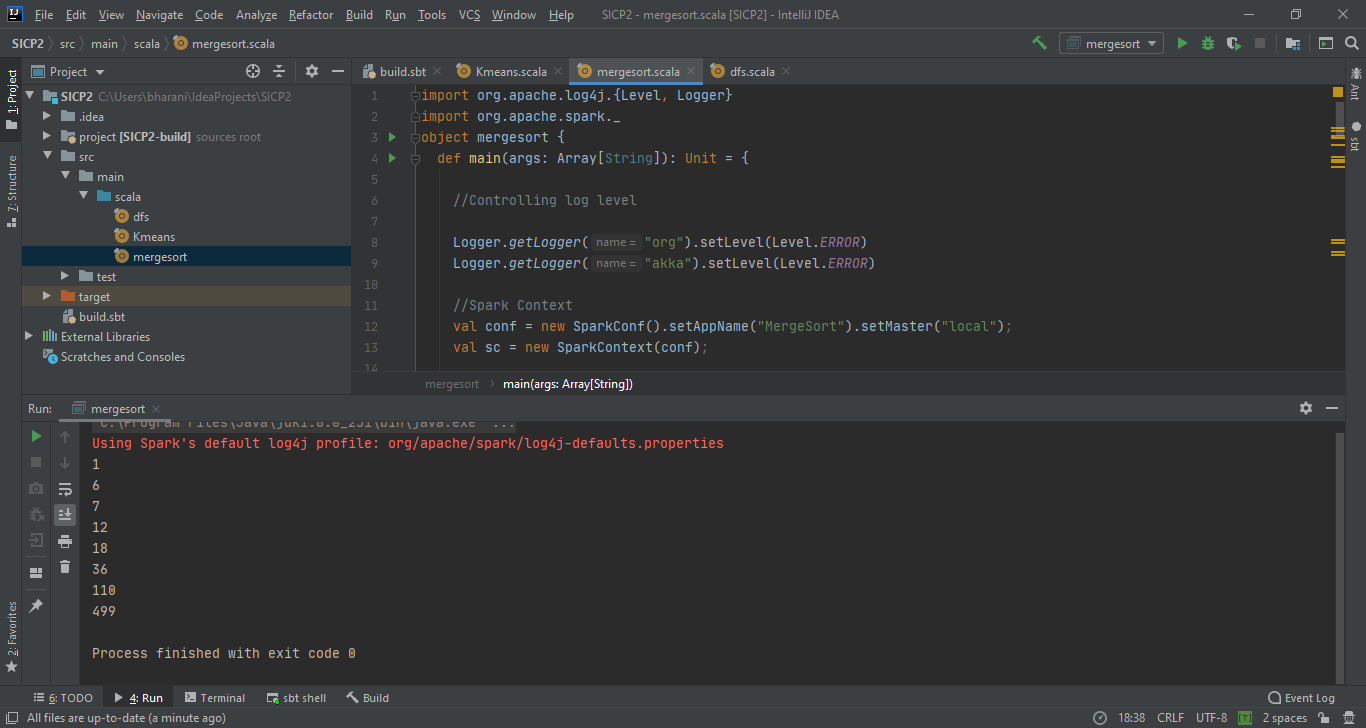 File Edit View Navigate Code Analyze Refactor Build Run Tools VCS Window Help SICP2 - mergesort.scala [SICP2] - IntelliJ IDEA
SICP2 src main scala mergesort.scala mergesort
1: Project
7: Structure
2: Favorites
Project
SICP2 C:\Users\bharani\IdeaProjects\SICP2
.idea
project [SICP2-build] sources root
src
main
scala
dfs
Kmeans
mergesort
test
target
build.sbt
External Libraries
Scratches and Consoles
build.sbt Kmeans.scala mergesort.scala dfs.scala
1 import org.apache.log4j.{Level, Logger}
2 import org.apache.spark._
3 object mergesort {
4 def main(args: Array[String]): Unit = {
5
6 //Controlling log level
7
8 Logger.getLogger( name = "org").setLevel(Level.ERROR)
9 Logger.getLogger( name = "akka").setLevel(Level.ERROR)
10
11 //Spark Context
12 val conf = new SparkConf().setAppName("MergeSort").setMaster("local");
13 val sc = new SparkContext(conf);
14
mergesort main(args: Array[String])
Ant
sbt
Run: mergesort
C:\Program Files\Java\jdk1.8.0_251\bin\java.exe" ...
Using Spark's default log4j profile: org/apache/spark/log4j-defaults.properties
1
6
7
12
18
36
110
499
Process finished with exit code 0
6: TODO 4: Run Terminal sbt shell Build Event Log
All files are up-to-date (a minute ago) 18:38 CRLF UTF-8 2 spaces